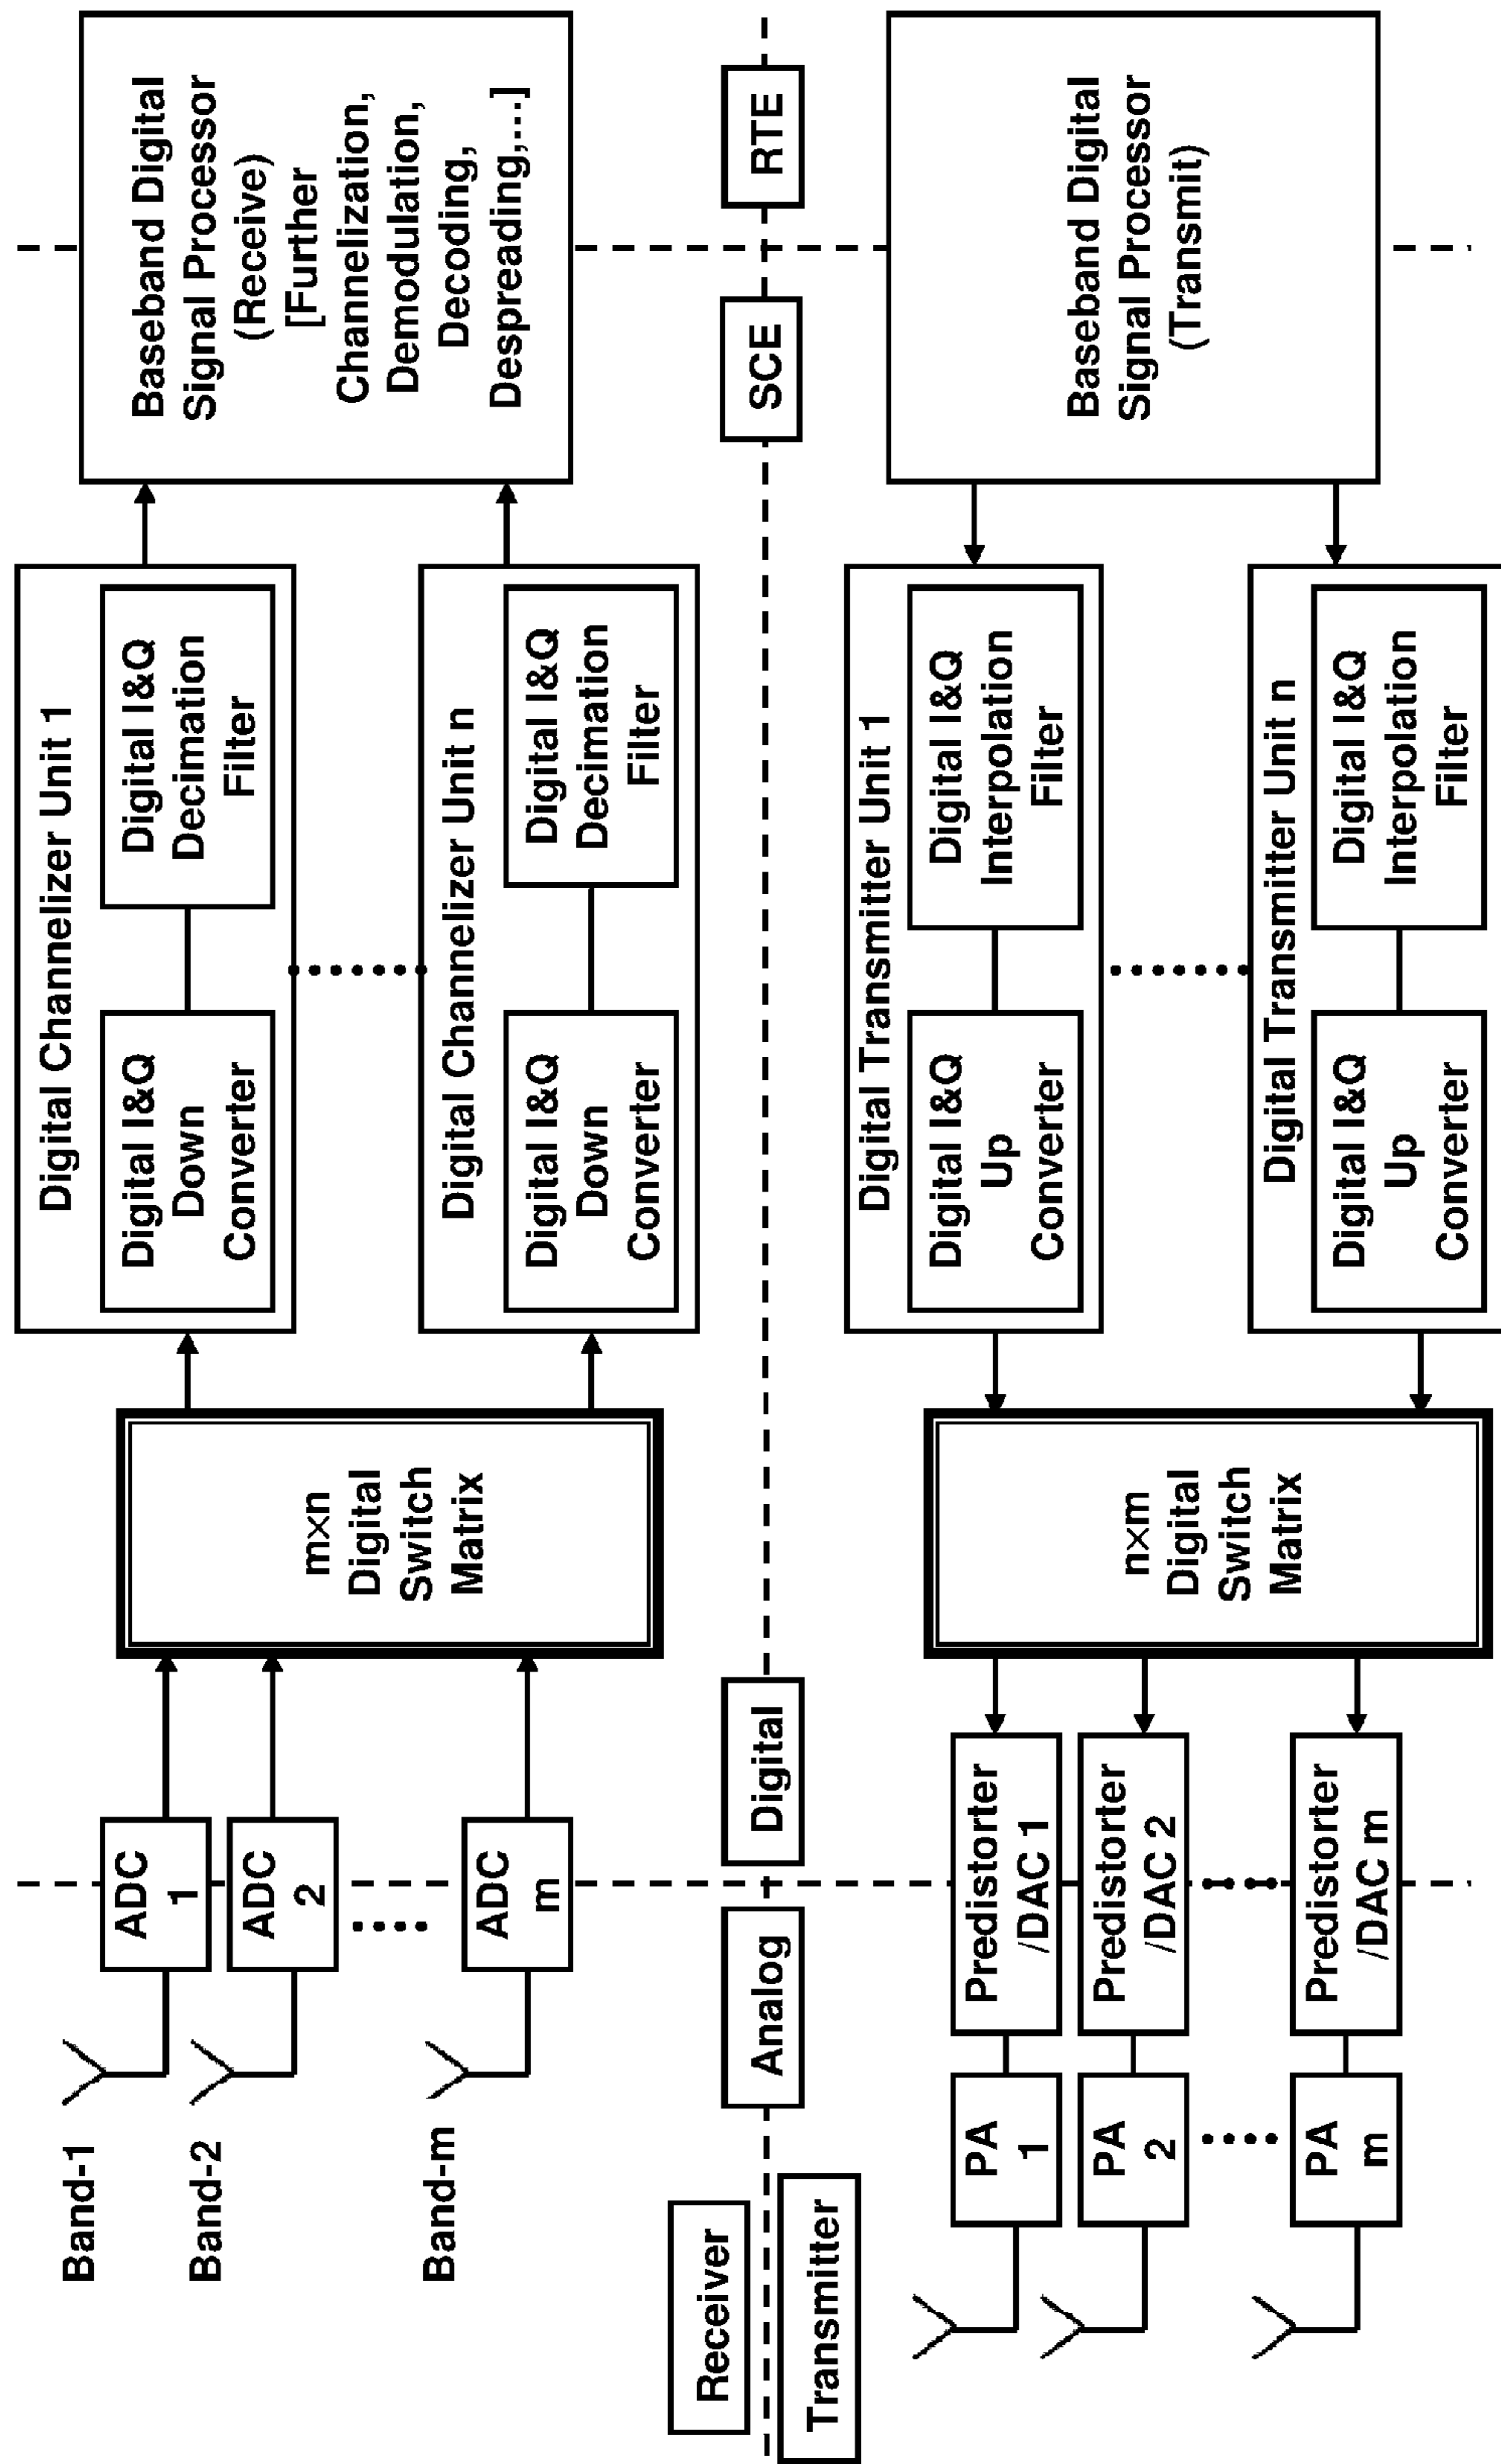 Band-1
Band-2
Band-m
ADC
1
ADC
2
ADC
m
m×n
Digital
Switch
Matrix
Digital Channelizer Unit 1
Digital I&Q
Down
Converter
Digital I&Q
Decimation
Filter
Digital Channelizer Unit n
Digital I&Q
Down
Converter
Digital I&Q
Decimation
Filter
Baseband Digital
Signal Processor
(Receive)
[Further
Channelization,
Demodulation,
Decoding,
Despreading,...]
Receiver
Transmitter
Analog
Digital
SCE
RTE
PA
1
PA
2
PA
m
Predistorter
/DAC 1
Predistorter
/DAC 2
Predistorter
/DAC m
n×m
Digital
Switch
Matrix
Digital Transmitter Unit 1
Digital I&Q
Up
Converter
Digital I&Q
Interpolation
Filter
Digital Transmitter Unit n
Digital I&Q
Up
Converter
Digital I&Q
Interpolation
Filter
Baseband Digital
Signal Processor
(Transmit)